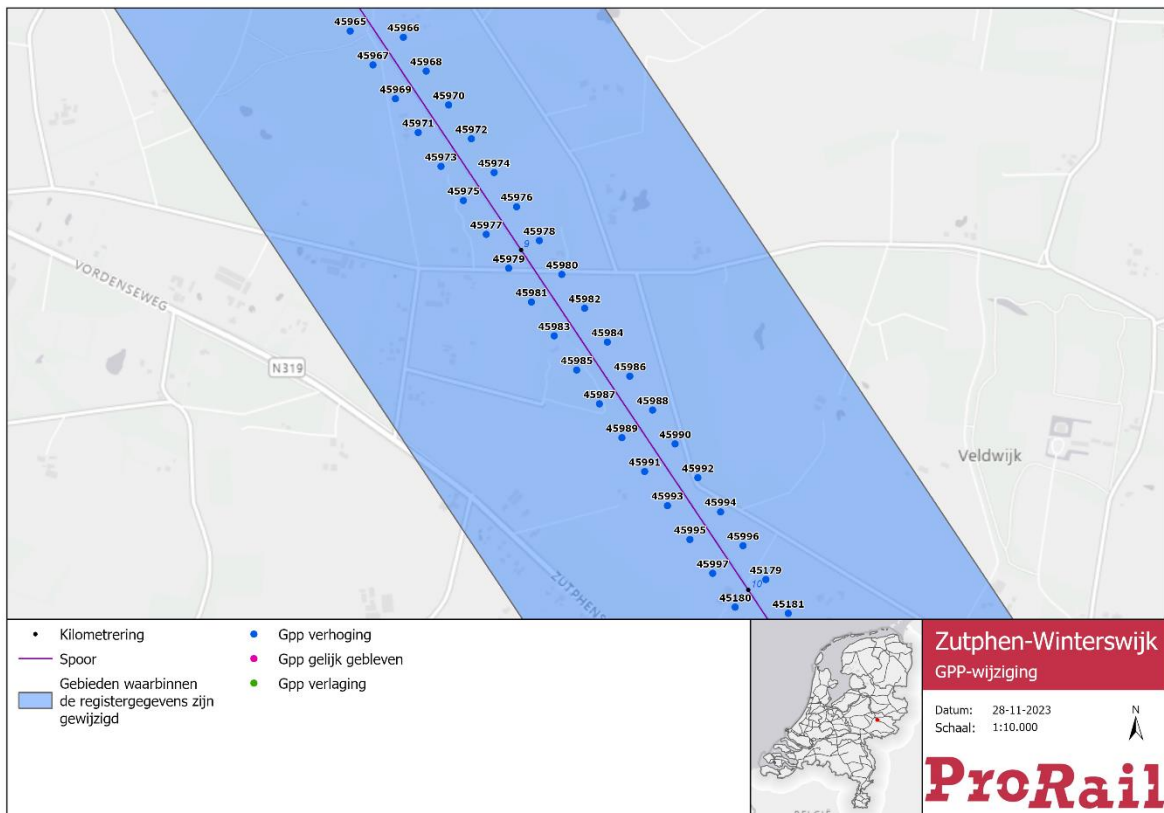 45965
45966
45967
45968
45969
45970
45971
45972
45973
45974
45975
45976
45977
45978
9
45979
45980
45981
45982
45983
45984
45985
45986
45987
45988
45989
45990
45991
45992
45993
45994
45995
45996
45997
45179
10
45180
45181
VORDENSEWEG
N319
ZUTPHENS
Veldwijk
Kilometrering
Spoor
Gebieden waarbinnen
de registergegevens zijn
gewijzigd
Gpp verhoging
Gpp gelijk gebleven
Gpp verlaging
BELGIË
Zutphen-Winterswijk
GPP-wijziging
Datum: 28-11-2023
Schaal: 1:10.000
N
ProRail